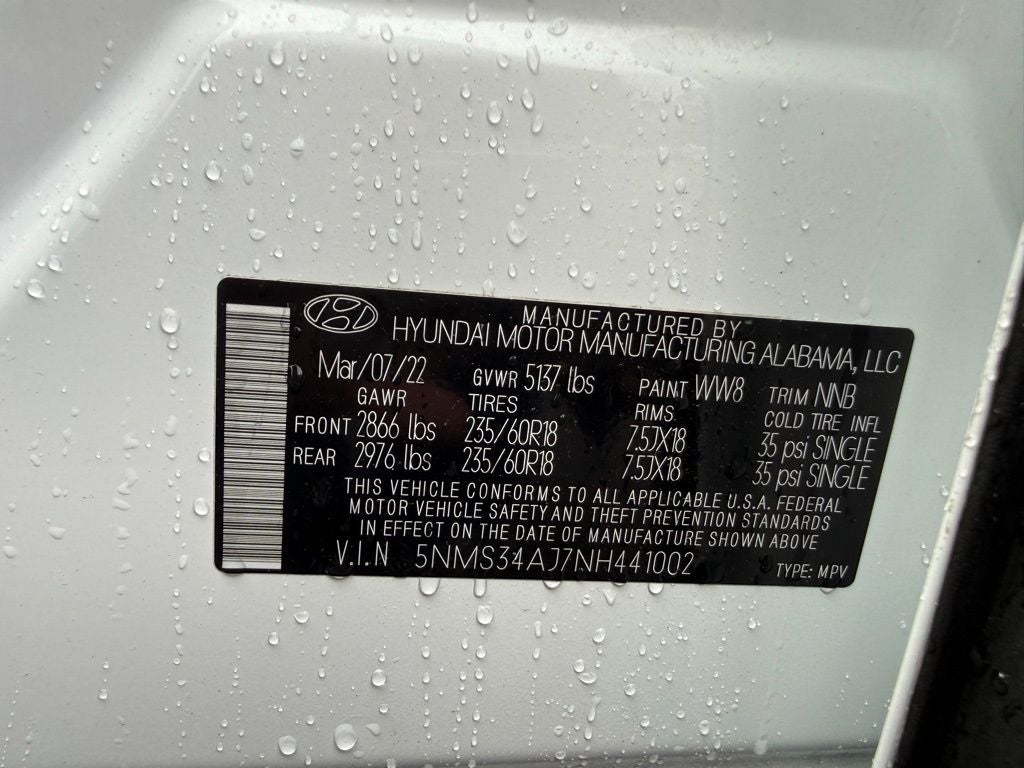 MANUFACTURED BY
HYUNDAI MOTOR MANUFACTURING ALABAMA, LLC
Mar/07/22 GVWR 5137 lbs PAINT WW8 TRIM NNB
GAWR TIRES RIMS COLD TIRE INFL
FRONT 2866 lbs 235/60R18 7.5JX18 35 psi SINGLE
REAR 2976 lbs 235/60R18 7.5JX18 35 psi SINGLE
THIS VEHICLE CONFORMS TO ALL APPLICABLE U.S.A. FEDERAL
MOTOR VEHICLE SAFETY AND THEFT PREVENTION STANDARDS
IN EFFECT ON THE DATE OF MANUFACTURE SHOWN ABOVE
V.I.N 5NMS34AJ7NH441002 TYPE: MPV